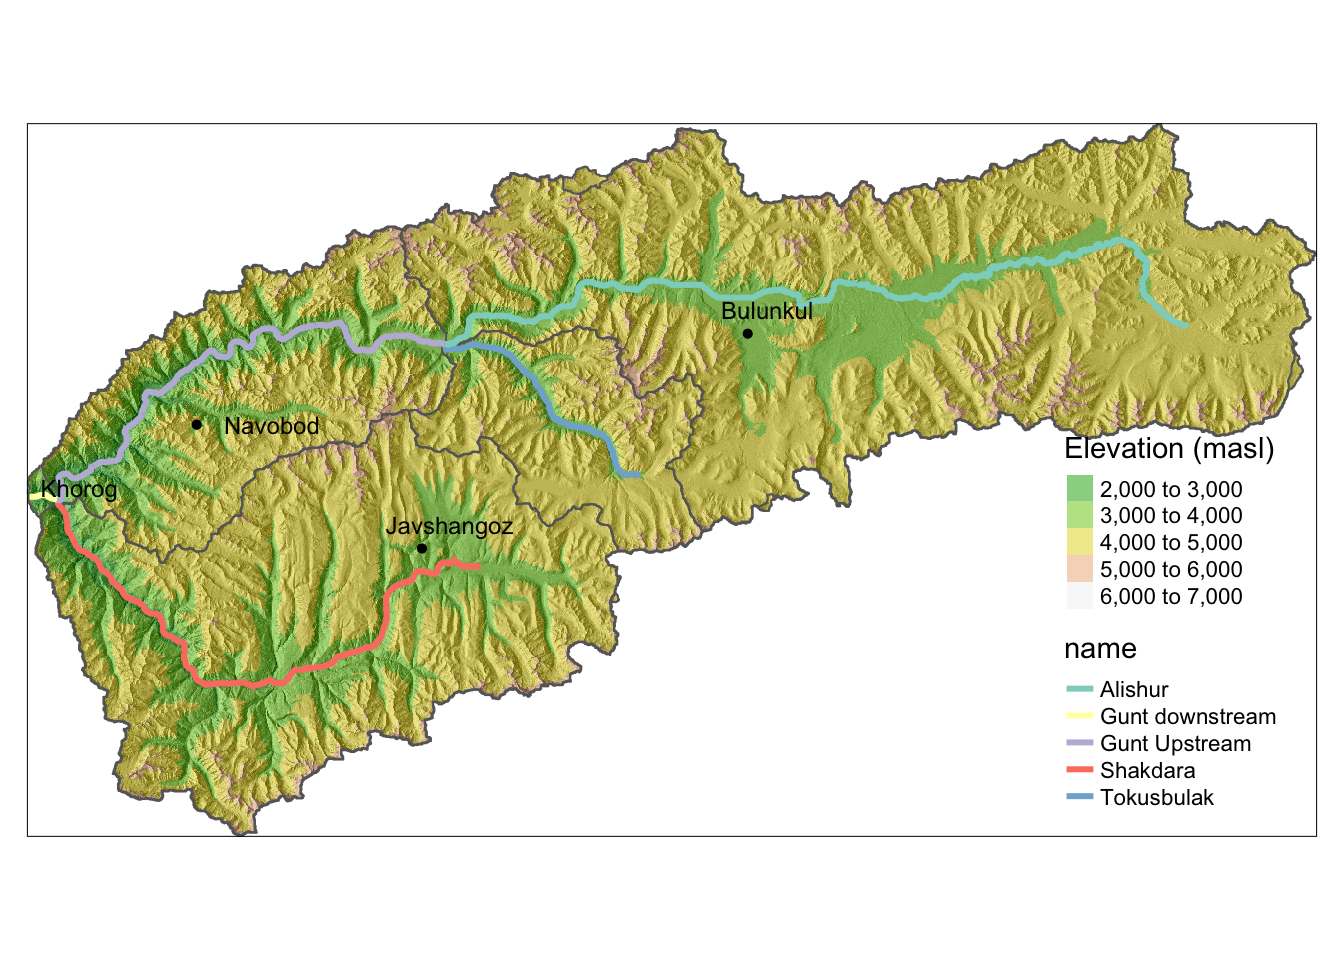 Bulunkul
Navobod
Khorog
Javshangoz
Elevation (masl)
2,000 to 3,000
3,000 to 4,000
4,000 to 5,000
5,000 to 6,000
6,000 to 7,000
name
Alishur
Gunt downstream
Gunt Upstream
Shakdara
Tokusbulak